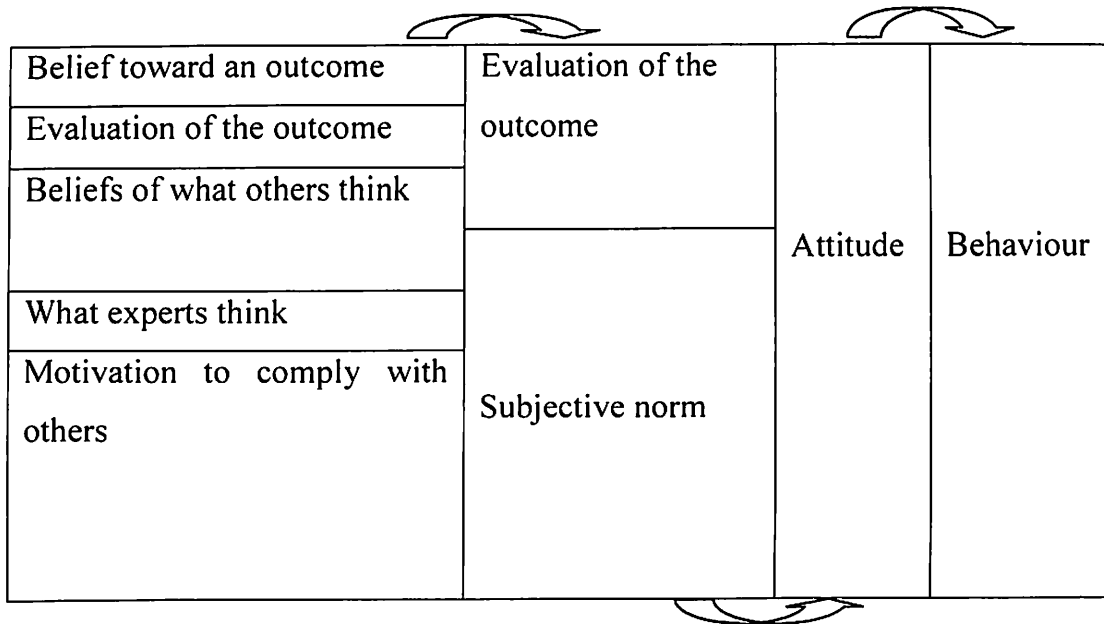 Belief toward an outcome
Evaluation of the outcome
Beliefs of what others think
What experts think
Motivation to comply with
others
Evaluation of the
outcome
Subjective norm
Attitude
Behaviour